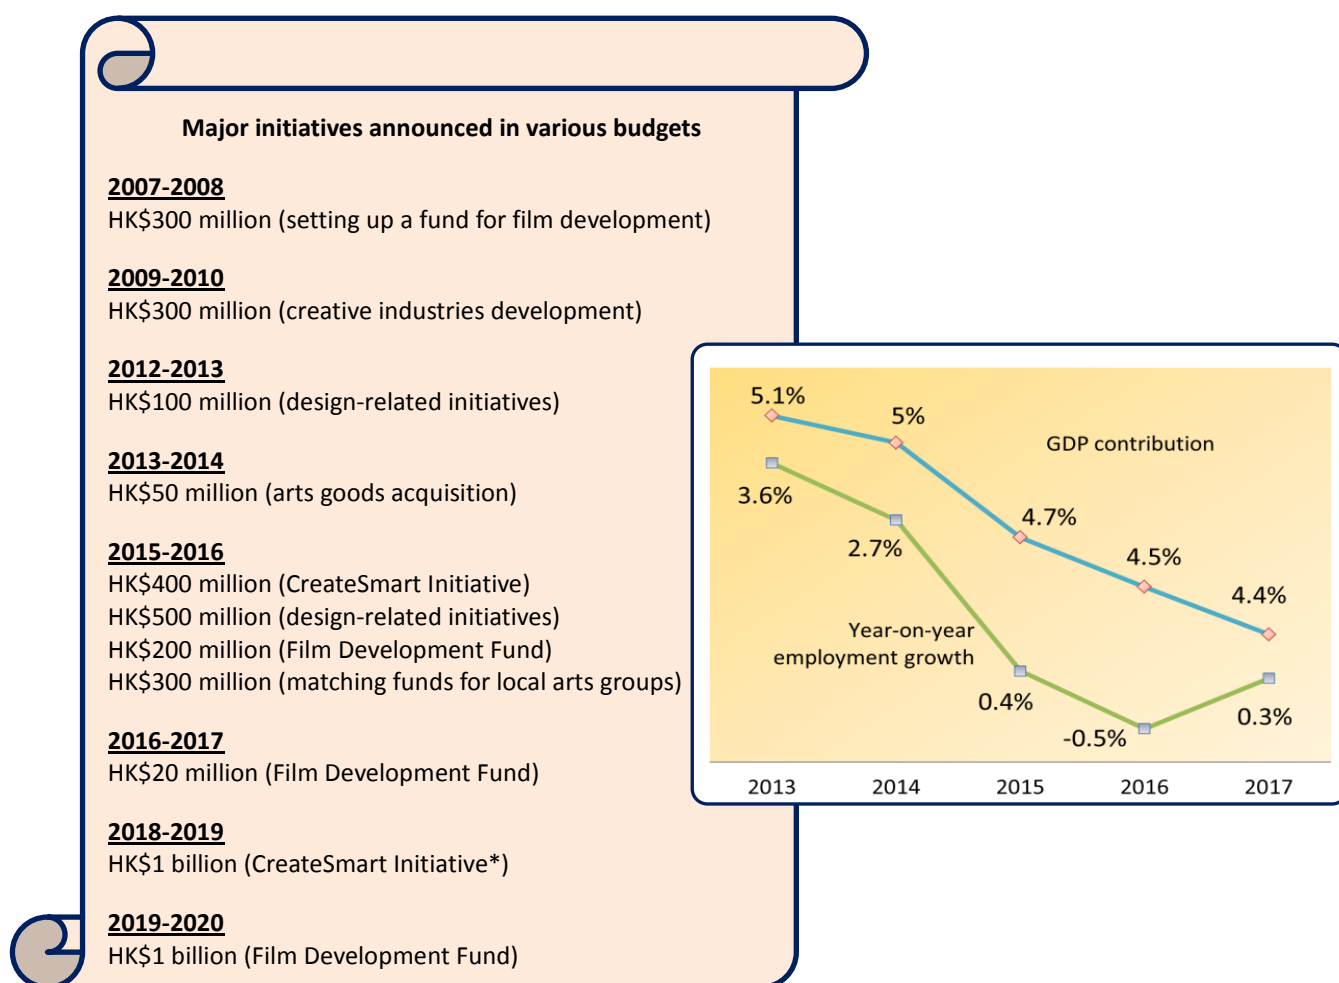 Major initiatives announced in various budgets
2007-2008
HK$300 million (setting up a fund for film development)
2009-2010
HK$300 million (creative industries development)
2012-2013
HK$100 million (design-related initiatives)
2013-2014
HK$50 million (arts goods acquisition)
2015-2016
HK$400 million (CreateSmart Initiative)
HK$500 million (design-related initiatives)
HK$200 million (Film Development Fund)
HK$300 million (matching funds for local arts groups)
2016-2017
HK$20 million (Film Development Fund)
2018-2019
HK$1 billion (CreateSmart Initiative*)
2019-2020
HK$1 billion (Film Development Fund)
5.1%
5%
GDP contribution
3.6%
4.7%
2.7%
4.5%
4.4%
Year-on-year
employment growth
0.4%
-0.5%
0.3%
2013 2014 2015 2016 2017